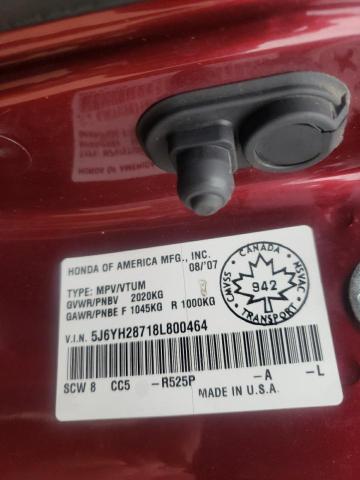 HONDA OF AMERICA MFG., INC.
08/'07
TYPE: MPV/VTUM
GVWR/PNBV 2020KG
GAWR/PNBE F 1045KG R 1000KG
V.I.N. 5J6YH28718L800464
SCW 8 CC5 -R525P -A -L
MADE IN U.S.A.
CANADA
CMVSS
NSVAC
942
TRANSPORT